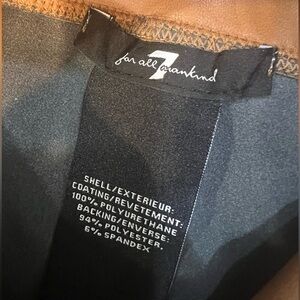 7
for all mankind
SHELL/EXTERIEUR:
COATING/REVETEMENT:
100% POLYURETHANE
BACKING/ENVERSE:
94% POLYESTER,
6% SPANDEX